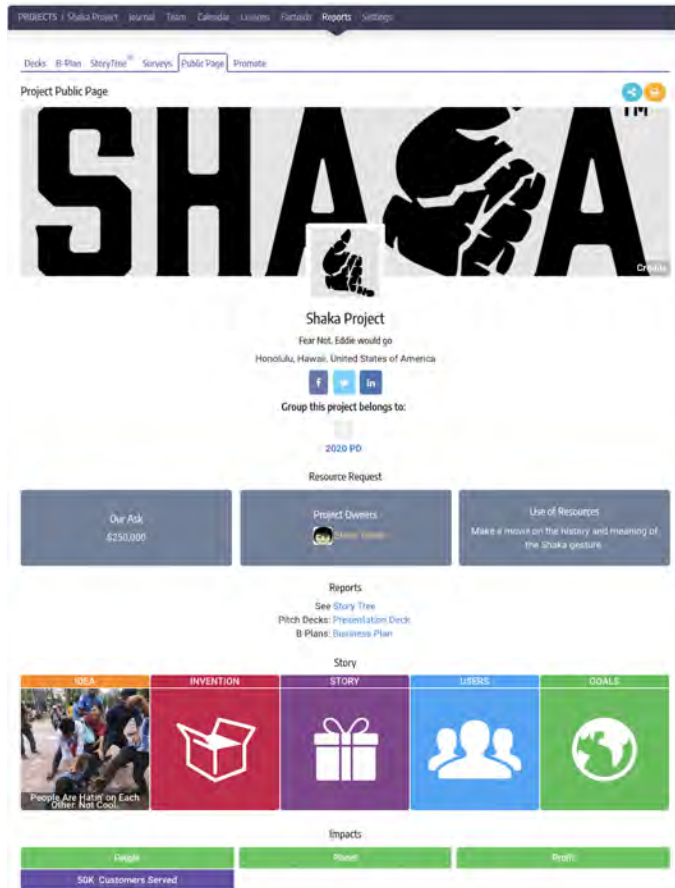 PROJECTS / Shaka Project Journal Team Calendar Lessons Factoids Reports Settings
Decks B-Plan StoryTree Surveys Public Page Promote
Project Public Page
SHAKA
TM
Credits
Shaka Project
Fear Not, Eddie would go
Honolulu, Hawaii, United States of America
f in
Group this project belongs to:
2020 PD
Resource Request
Our Ask
$250,000
Project Owners
Use of Resources
Make a movie on the history and meaning of
the Shaka gesture
Reports
See Story Tree
Pitch Decks: Presentation Deck
B Plans: Business Plan
Story
IDEA INVENTION STORY USERS GOALS
People Are Hatin' on Each
Other. Not Cool.
Impacts
People Planet Profit
50K Customers Served